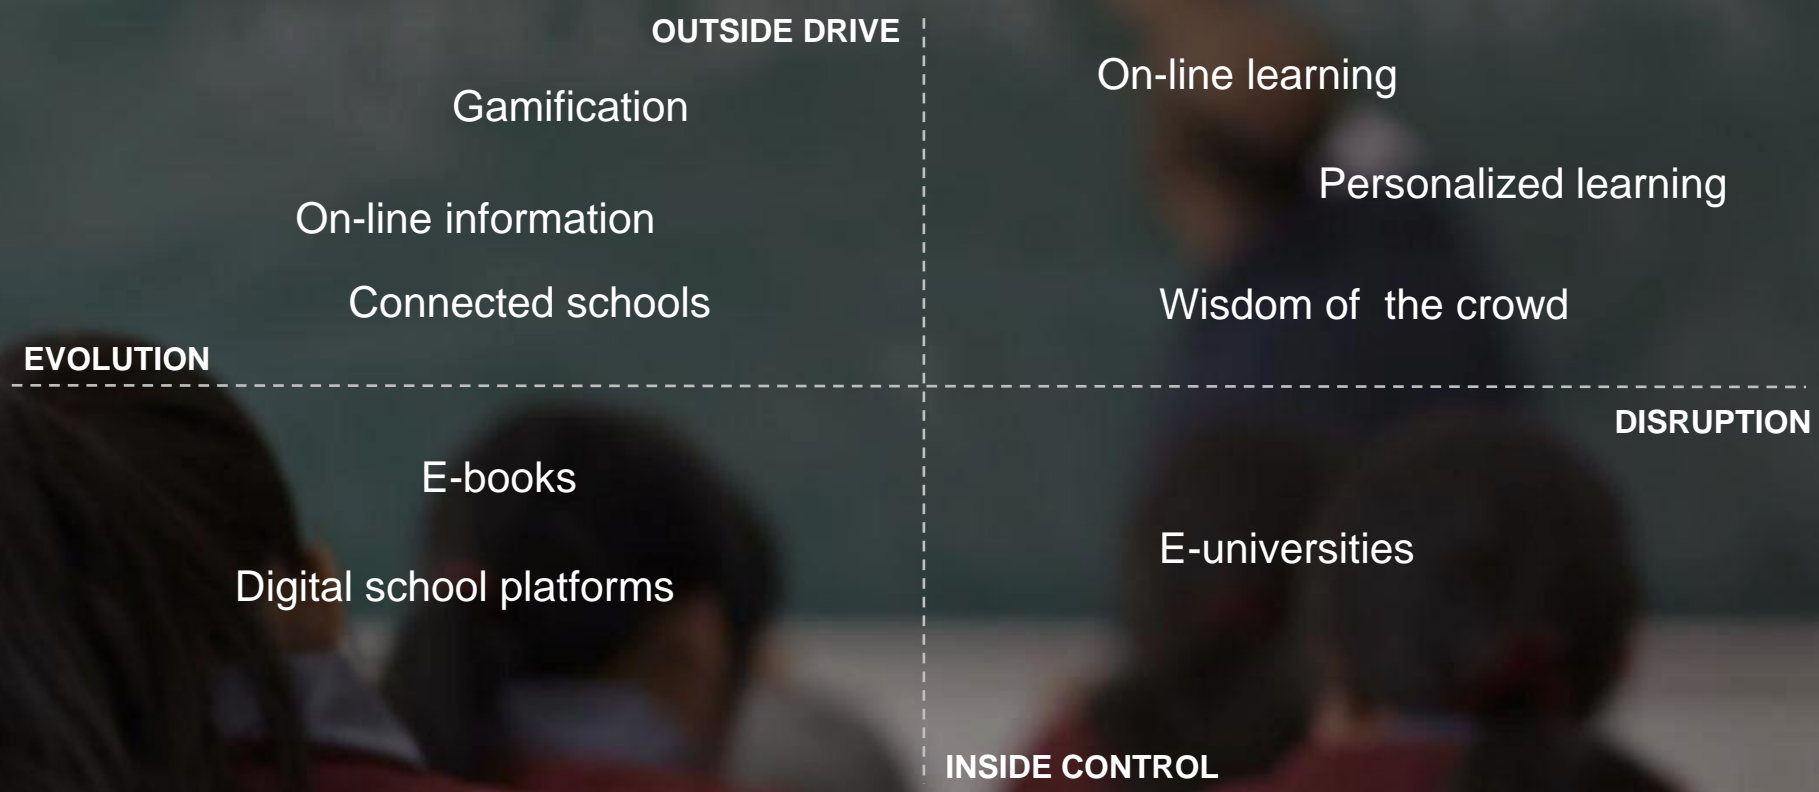 OUTSIDE DRIVE
Gamification
On-line information
Connected schools
EVOLUTION
On-line learning
Personalized learning
Wisdom of  the crowd
DISRUPTION
E-books
Digital school platforms
E-universities
INSIDE CONTROL